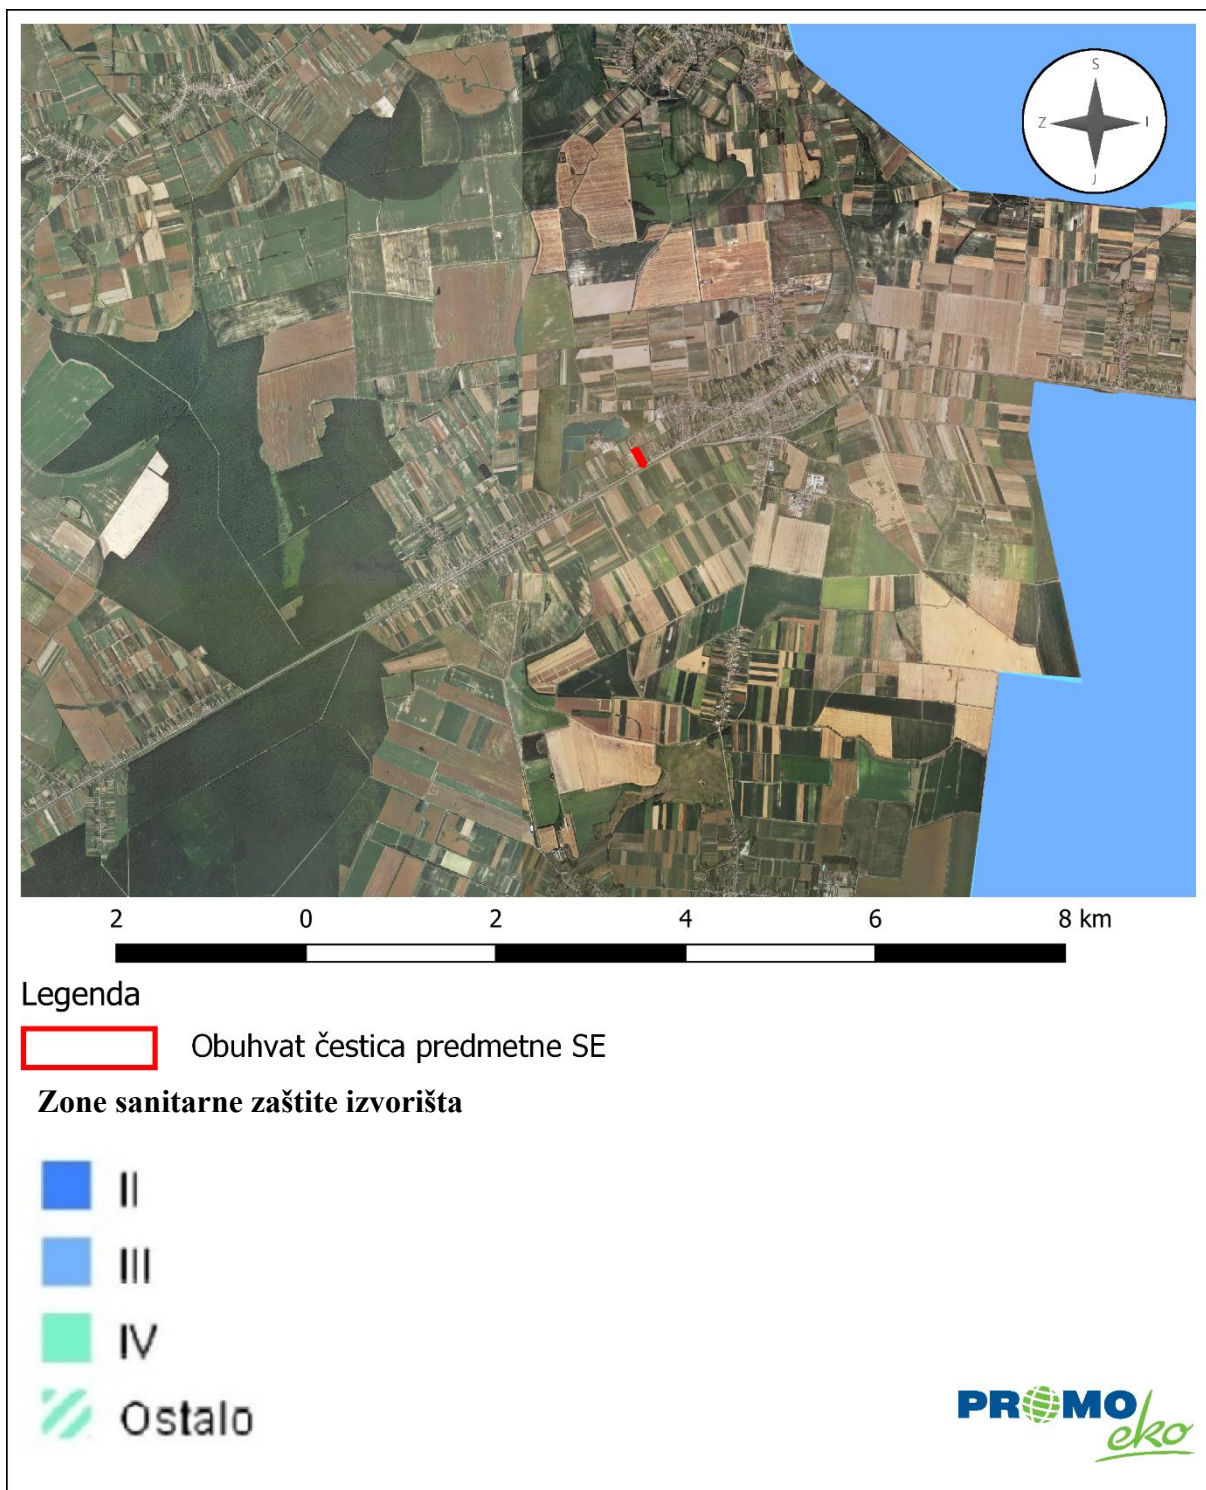 S
Z I
J
2 0 2 4 6 8 km
Legenda
Obuhvat čestica predmetne SE
Zone sanitarne zaštite izvorišta
II
III
IV
Ostalo
PROMO
eko